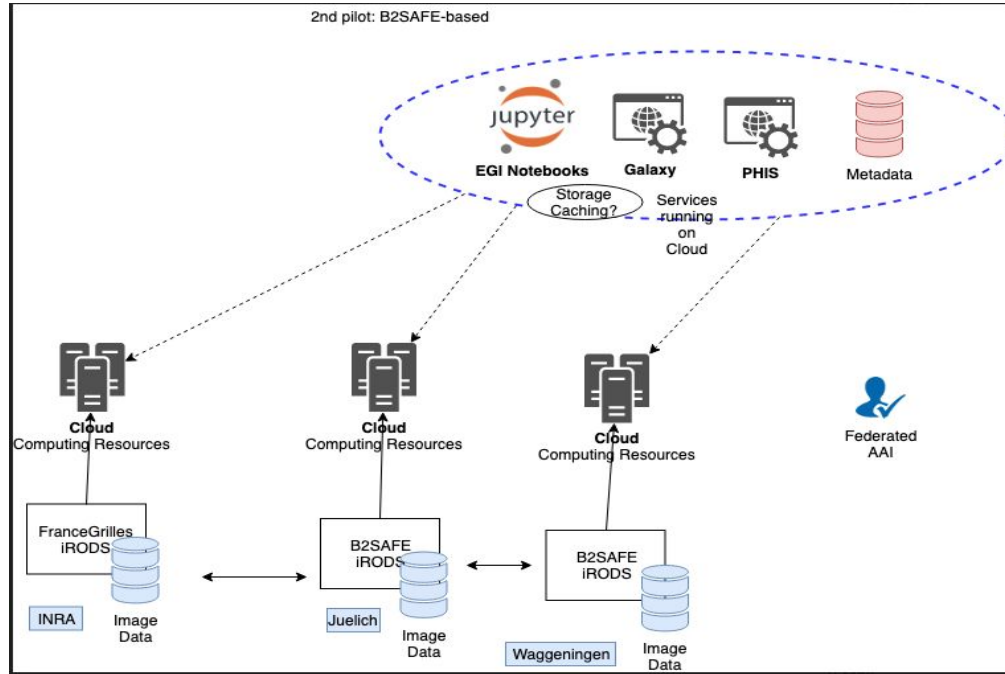 2nd pilot: B2SAFE-based
jupyter
EGI Notebooks
Galaxy
PHIS
Metadata
Storage
Caching?
Services
running
on
Cloud
Cloud
Computing Resources
Cloud
Computing Resources
Cloud
Computing Resources
Federated
AAI
FranceGrilles
iRODS
B2SAFE
iRODS
B2SAFE
iRODS
INRA
Image
Data
Juelich
Image
Data
Waggeningen
Image
Data